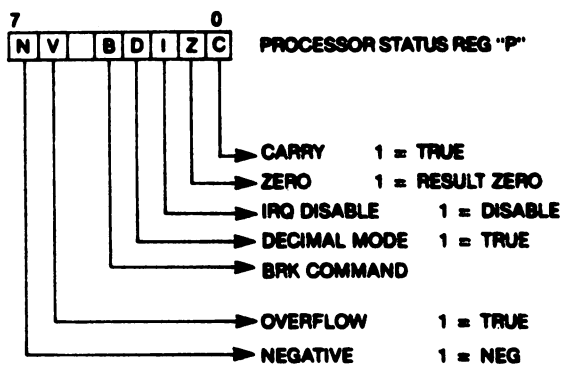 7 0
N V B D I Z C PROCESSOR STATUS REG "P"
CARRY 1 = TRUE
ZERO 1 = RESULT ZERO
IRQ DISABLE 1 = DISABLE
DECIMAL MODE 1 = TRUE
BRK COMMAND
OVERFLOW 1 = TRUE
NEGATIVE 1 = NEG